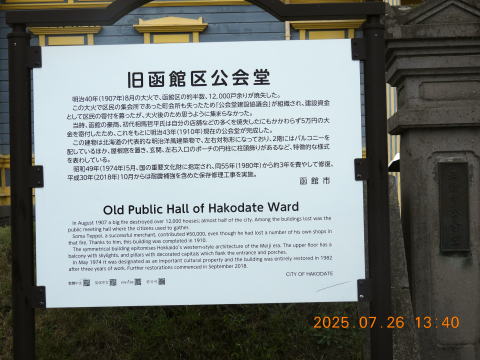 旧函館区公会堂
明治40年(1907年)8月の大火で、函館区の約半数、12,000戸余りが焼失した。
この大火で区民の集会所であった町会所も失ったため「公会堂建設協議会」が組織され、建設資金
として区民の寄付を募ったが、大火後のため思うように集まらなかった。
当時、函館の豪商、初代相馬哲平氏は自分の店舗などの多くを焼失したにもかかわらず5万円の大
金を寄付したため、これをもとに明治43年(1910年)現在の公会堂が完成した。
この建物は北海道の代表的な明治洋風建築物で、左右対称形になっており、2階にはバルコニーを
配しているほか、屋根窓を置き、玄関、左右入口のポーチの円柱に柱頭飾りがあるなど、特徴的な様式
を表わしている。
昭和49年(1974年)5月、国の重要文化財に指定され、同55年(1980年)から約3年を費やして修復、
平成30年(2018年)10月からは耐震補強を含めた保存修理工事を実施。
函館市
Old Public Hall of Hakodate Ward
In August 1907 a big fire destroyed over 12,000 houses; almost half of the city. Among the buildings lost was the
public meeting hall where the citizens used to gather.
Soma Teppei, a successful merchant, contributed ¥50,000, even though he had lost a number of his own shops in
that fire. Thanks to him, this building was completed in 1910.
The symmetrical building epitomises Hokkaido's western-style architecture of the Meiji era. The upper floor has a
balcony with skylights, and pillars with decorated capitals which flank the entrance and porches.
In May 1974 it was designated as an important cultural property and the building was entirely restored in 1982
after three years of work. Further restorations commenced in September 2018.
CITY OF HAKODATE
2025.07.26 13:40